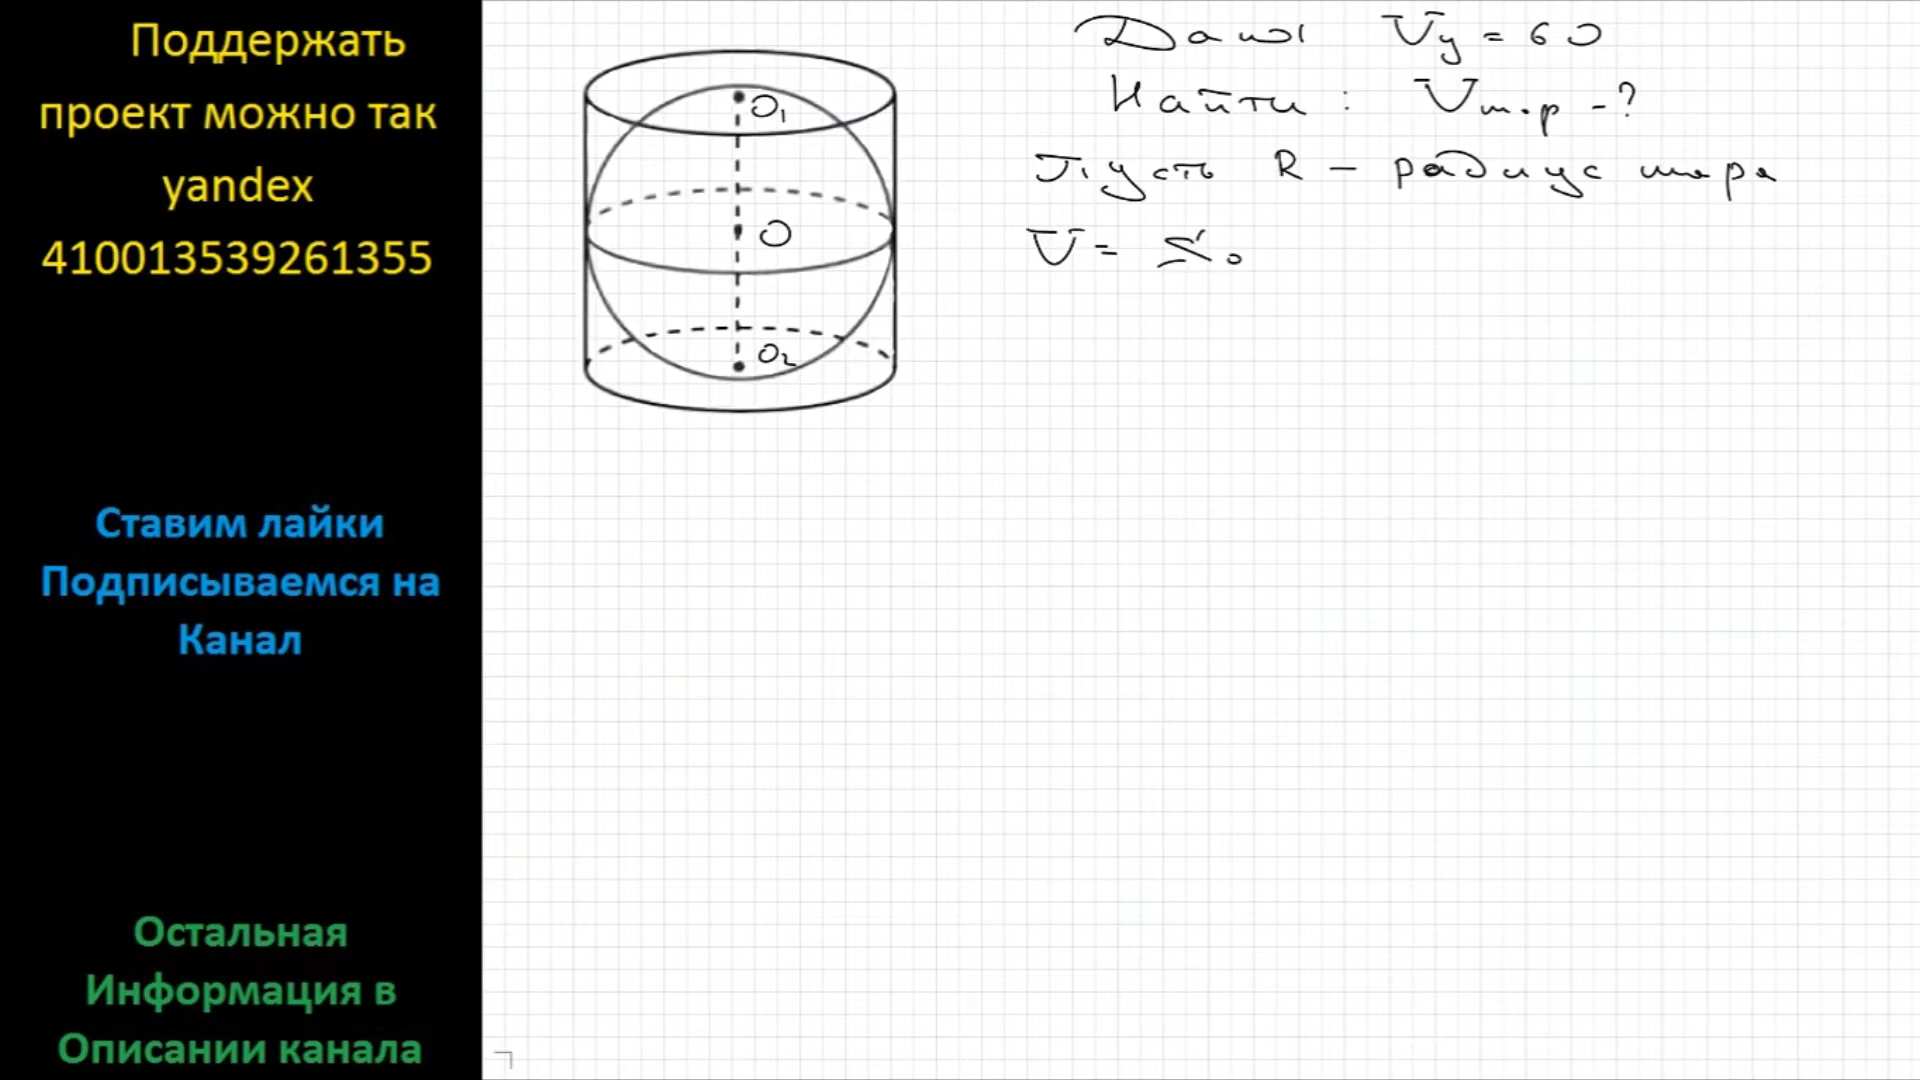 Поддержать
проект можно так
yandex
410013539261355
Ставим лайки
Подписываемся на
Канал
Остальная
Информация в
Описании канала
O₁
O
O₂
Дано: Vц = 60
Найти : Vш.р - ?
Пусть R – радиус шара
V = S₀